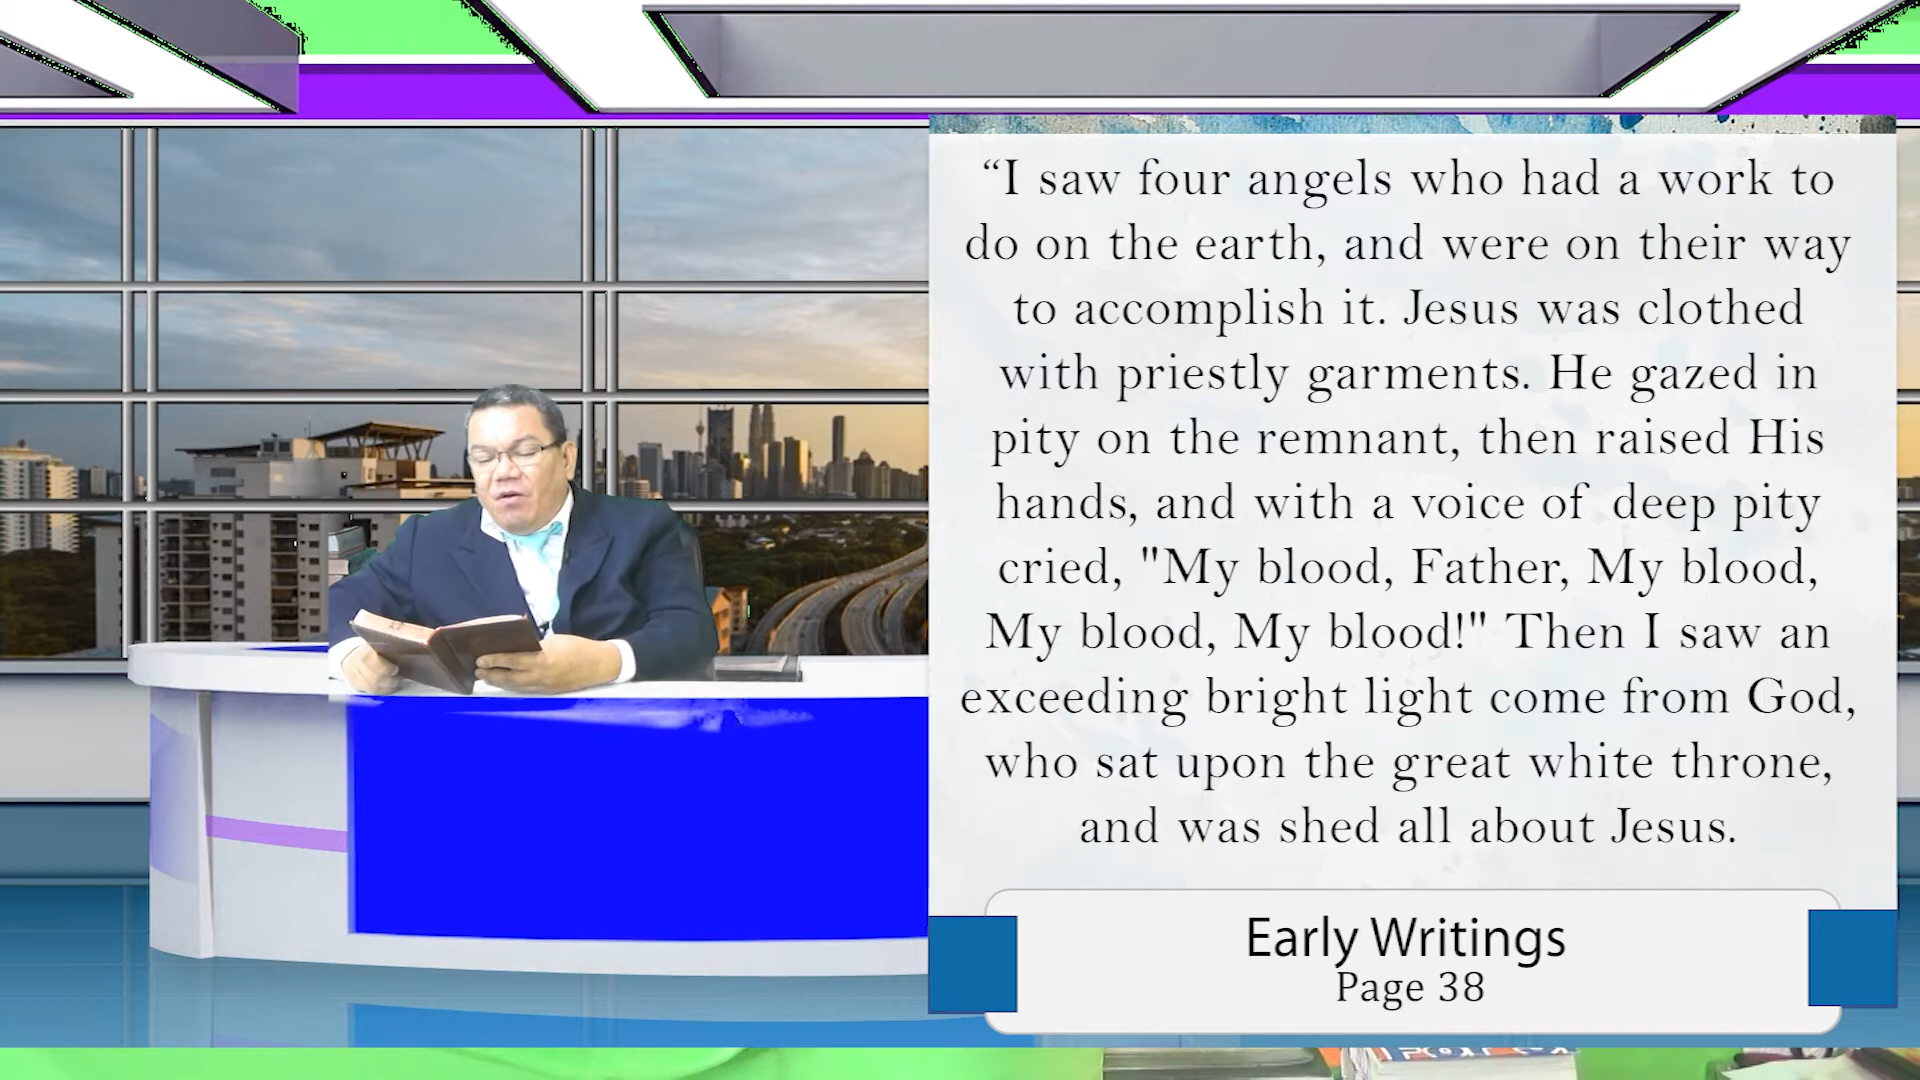 “I saw four angels who had a work to
do on the earth, and were on their way
to accomplish it. Jesus was clothed
with priestly garments. He gazed in
pity on the remnant, then raised His
hands, and with a voice of deep pity
cried, "My blood, Father, My blood,
My blood, My blood!" Then I saw an
exceeding bright light come from God,
who sat upon the great white throne,
and was shed all about Jesus.
Early Writings
Page 38